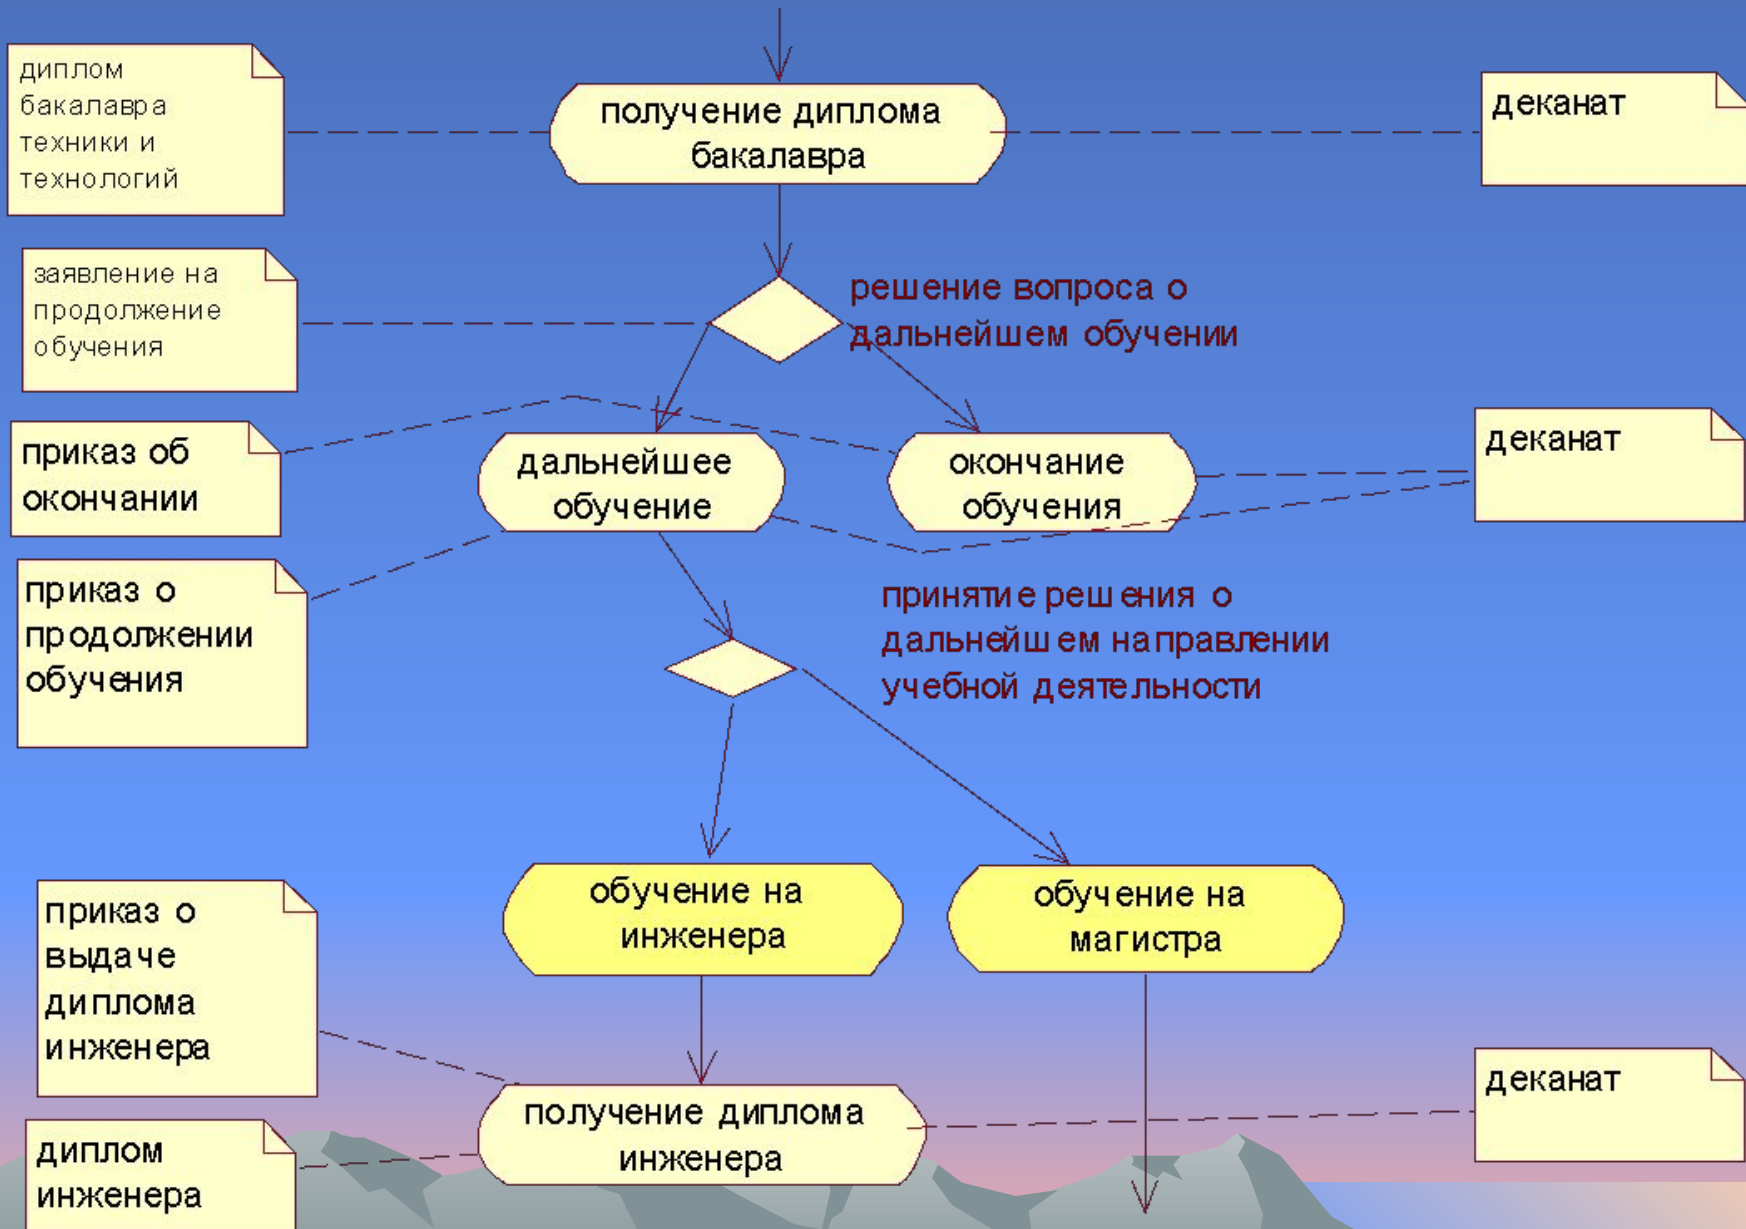 диплом
бакалавра
техники и
технологий
получение диплома
бакалавра
деканат
заявление на
продолжение
обучения
решение вопроса о
дальнейшем обучении
приказ об
окончании
дальнейшее
обучение
окончание
обучения
деканат
приказ о
продолжении
обучения
принятие решения о
дальнейшем направлении
учебной деятельности
обучение на
инженера
обучение на
магистра
приказ о
выдаче
диплома
инженера
получение диплома
инженера
деканат
диплом
инженера